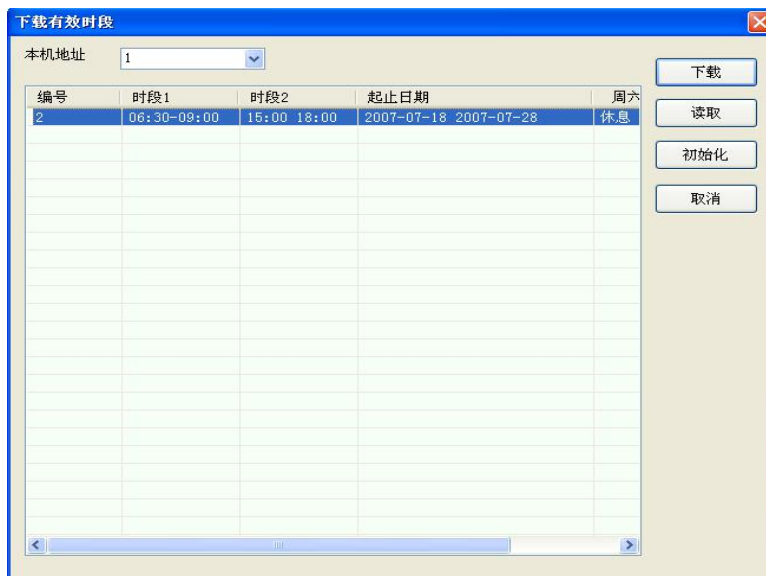 下载有效时段
本机地址 1
下载
编号 时段1 时段2 起止日期 周六
2 06:30-09:00 15:00 18:00 2007-07-18 2007-07-28 休息
读取
初始化
取消